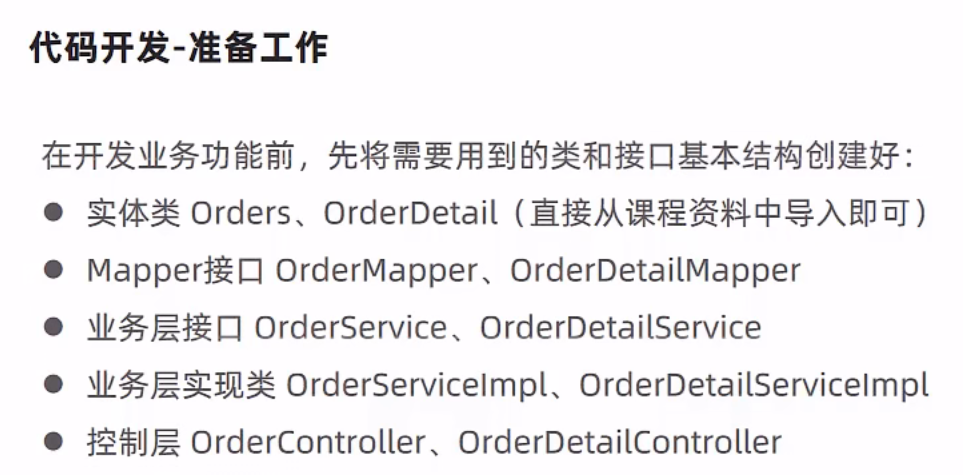 代码开发-准备工作
在开发业务功能前，先将需要用到的类和接口基本结构创建好：
● 实体类 Orders、OrderDetail（直接从课程资料中导入即可）
● Mapper接口 OrderMapper、OrderDetailMapper
● 业务层接口 OrderService、OrderDetailService
● 业务层实现类 OrderServiceImpl、OrderDetailServiceImpl
● 控制层 OrderController、OrderDetailController